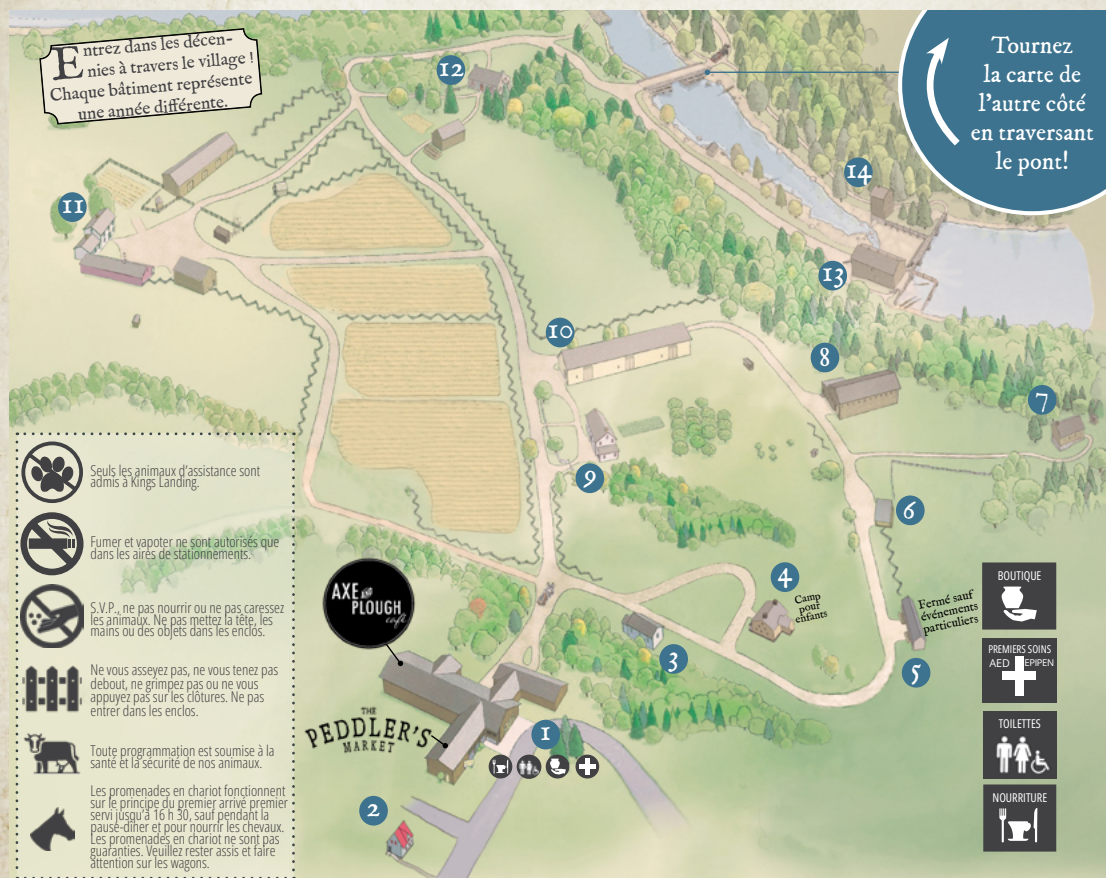 Entrez dans les décen-
nies à travers le village !
Chaque bâtiment représente
une année différente.
Tournez
la carte de
l'autre côté
en traversant
le pont!
12
14
11
13
10
8
7
9
6
4
Camp
pour
enfants
Fermé sauf
événements
particuliers
3
5
1
2
AXE AND
PLOUGH
café
THE
PEDDLER'S
MARKET
Seuls les animaux d'assistance sont
admis à Kings Landing.
Fumer et vapoter ne sont autorisés que
dans les aires de stationnements.
S.V.P., ne pas nourrir ou ne pas caressez
les animaux. Ne pas mettez la tête, les
mains ou des objets dans les enclos.
Ne vous asseyez pas, ne vous tenez pas
debout, ne grimpez pas ou ne vous
appuyez pas sur les clôtures. Ne pas
entrer dans les enclos.
Toute programmation est soumise à la
santé et la sécurité de nos animaux.
Les promenades en chariot fonctionnent
sur le principe du premier arrivé premier
servi jusqu'à 16 h 30, sauf pendant la
pause-dîner et pour nourrir les chevaux.
Les promenades en chariot ne sont pas
guaranties. Veuillez rester assis et faire
attention sur les wagons.
BOUTIQUE
PREMIERS SOINS
AED EPIPEN
TOILETTES
NOURRITURE